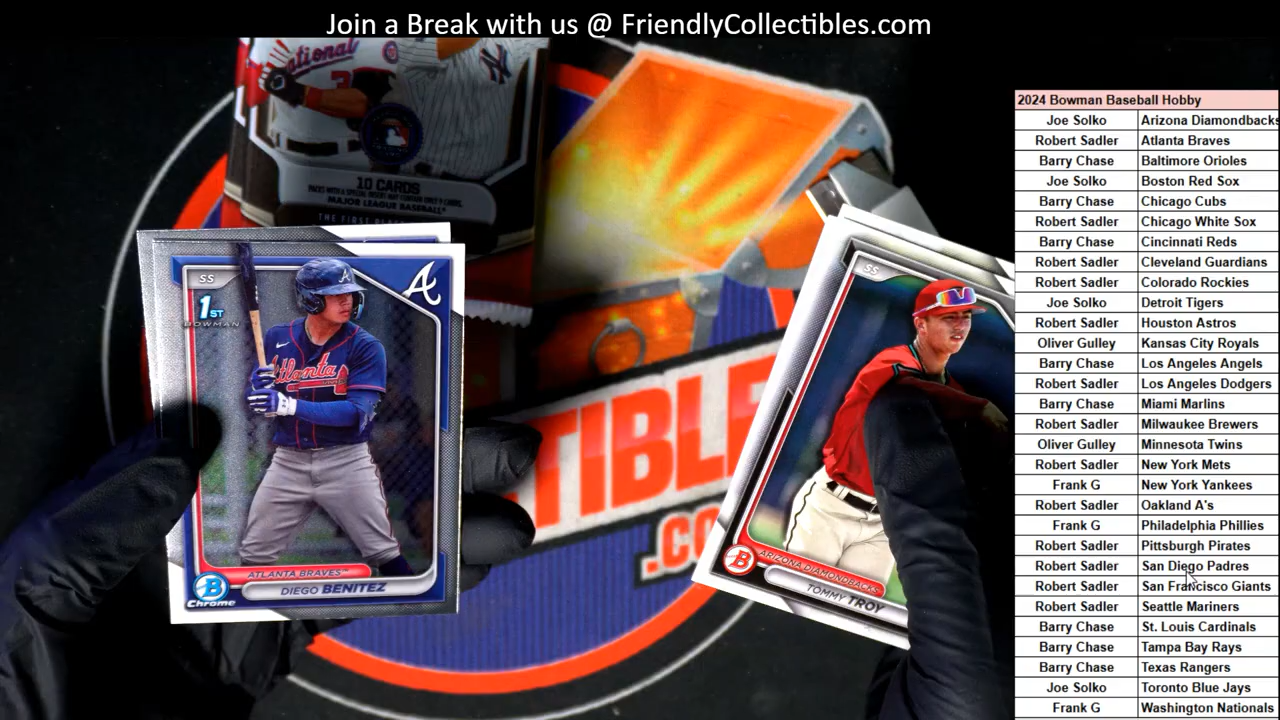 Join a Break with us @ FriendlyCollectibles.com
10 CARDS
MAJOR LEAGUE BASEBALL
SS
1ST
BOWMAN
A
Atlanta
ATLANTA BRAVES
DIEGO BENITEZ
B
Chrome
TIBLE
.CO
SS
B
ARIZONA DIAMONDBACKS
TOMMY TROY
2024 Bowman Baseball Hobby
Joe Solko Arizona Diamondbacks
Robert Sadler Atlanta Braves
Barry Chase Baltimore Orioles
Joe Solko Boston Red Sox
Barry Chase Chicago Cubs
Robert Sadler Chicago White Sox
Barry Chase Cincinnati Reds
Robert Sadler Cleveland Guardians
Robert Sadler Colorado Rockies
Joe Solko Detroit Tigers
Robert Sadler Houston Astros
Oliver Gulley Kansas City Royals
Barry Chase Los Angeles Angels
Robert Sadler Los Angeles Dodgers
Barry Chase Miami Marlins
Robert Sadler Milwaukee Brewers
Oliver Gulley Minnesota Twins
Robert Sadler New York Mets
Frank G New York Yankees
Robert Sadler Oakland A's
Frank G Philadelphia Phillies
Robert Sadler Pittsburgh Pirates
Robert Sadler San Diego Padres
Robert Sadler San Francisco Giants
Robert Sadler Seattle Mariners
Barry Chase St. Louis Cardinals
Barry Chase Tampa Bay Rays
Barry Chase Texas Rangers
Joe Solko Toronto Blue Jays
Frank G Washington Nationals